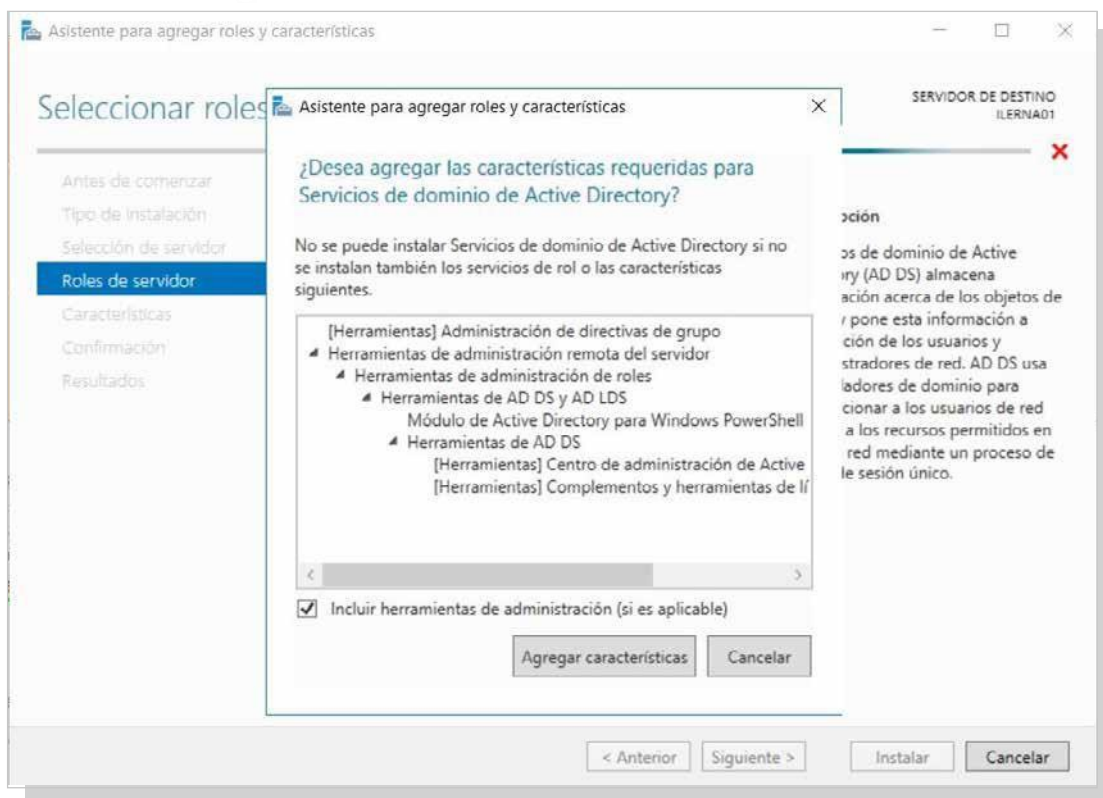 Asistente para agregar roles y características
Seleccionar roles
SERVIDOR DE DESTINO
ILERNA01
Antes de comenzar
Tipo de instalación
Selección de servidor
Roles de servidor
Características
Confirmación
Resultados
Asistente para agregar roles y características
¿Desea agregar las características requeridas para
Servicios de dominio de Active Directory?
No se puede instalar Servicios de dominio de Active Directory si no
se instalan también los servicios de rol o las características
siguientes.
[Herramientas] Administración de directivas de grupo
Herramientas de administración remota del servidor
Herramientas de administración de roles
Herramientas de AD DS y AD LDS
Módulo de Active Directory para Windows PowerShell
Herramientas de AD DS
[Herramientas] Centro de administración de Active
[Herramientas] Complementos y herramientas de lí
Incluir herramientas de administración (si es aplicable)
Agregar características
Cancelar
pción
os de dominio de Active
ory (AD DS) almacena
ación acerca de los objetos de
y pone esta información a
ción de los usuarios y
stradores de red. AD DS usa
ladores de dominio para
cionar a los usuarios de red
a los recursos permitidos en
red mediante un proceso de
de sesión único.
< Anterior
Siguiente >
Instalar
Cancelar